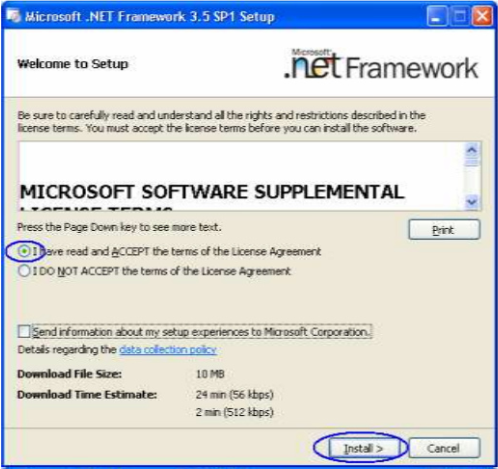 Microsoft .NET Framework 3.5 SP1 Setup
Welcome to Setup
Microsoft
.net Framework
Be sure to carefully read and understand all the rights and restrictions described in the
license terms. You must accept the license terms before you can install the software.
MICROSOFT SOFTWARE SUPPLEMENTAL
LICENSE TERMS
Press the Page Down key to see more text.
Print
I have read and ACCEPT the terms of the License Agreement
I DO NOT ACCEPT the terms of the License Agreement
Send information about my setup experiences to Microsoft Corporation.
Details regarding the data collection policy
Download File Size: 10 MB
Download Time Estimate: 24 min (56 kbps)
2 min (512 kbps)
Install >
Cancel